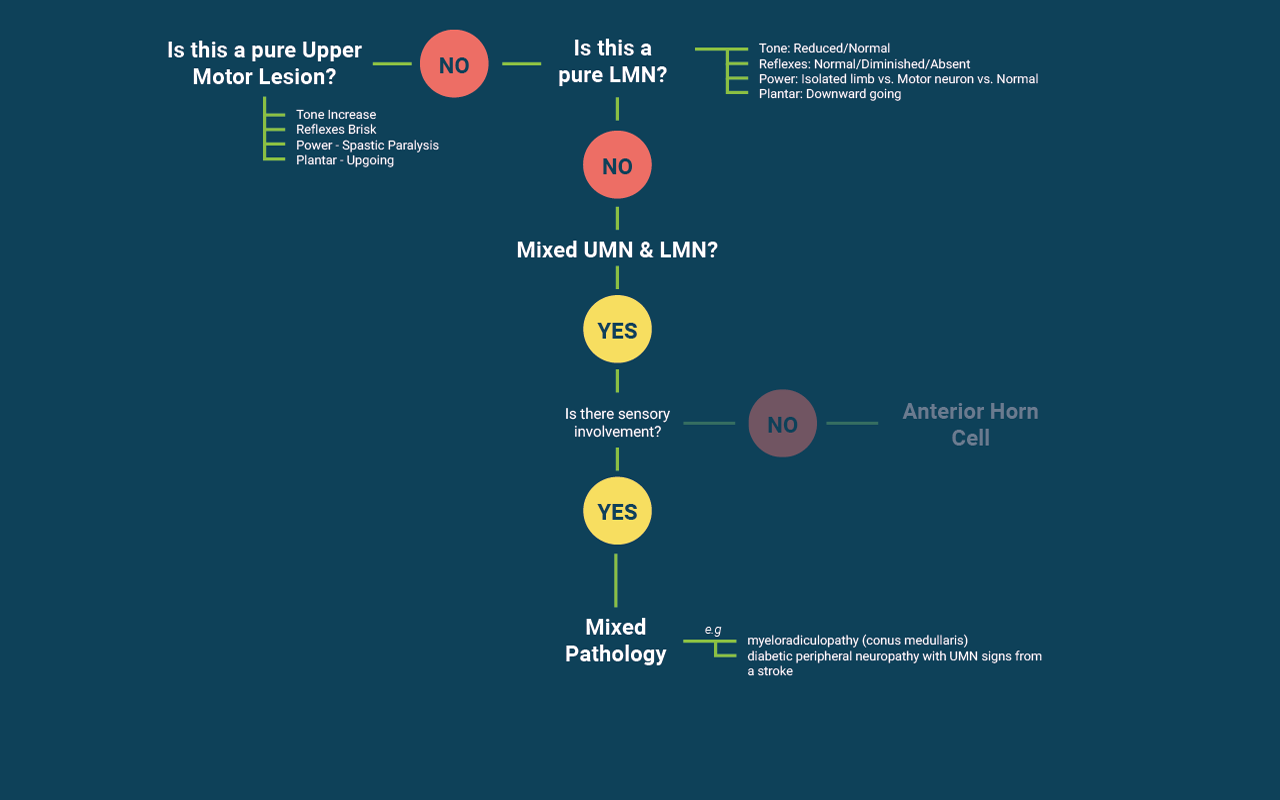 Is this a pure Upper
Motor Lesion?
NO
Is this a
pure LMN?
Tone: Reduced/Normal
Reflexes: Normal/Diminished/Absent
Power: Isolated limb vs. Motor neuron vs. Normal
Plantar: Downward going
Tone Increase
Reflexes Brisk
Power - Spastic Paralysis
Plantar - Upgoing
NO
Mixed UMN & LMN?
YES
Is there sensory
involvement?
NO
Anterior Horn
Cell
YES
Mixed
Pathology
e.g
myeloradiculopathy (conus medullaris)
diabetic peripheral neuropathy with UMN signs from
a stroke